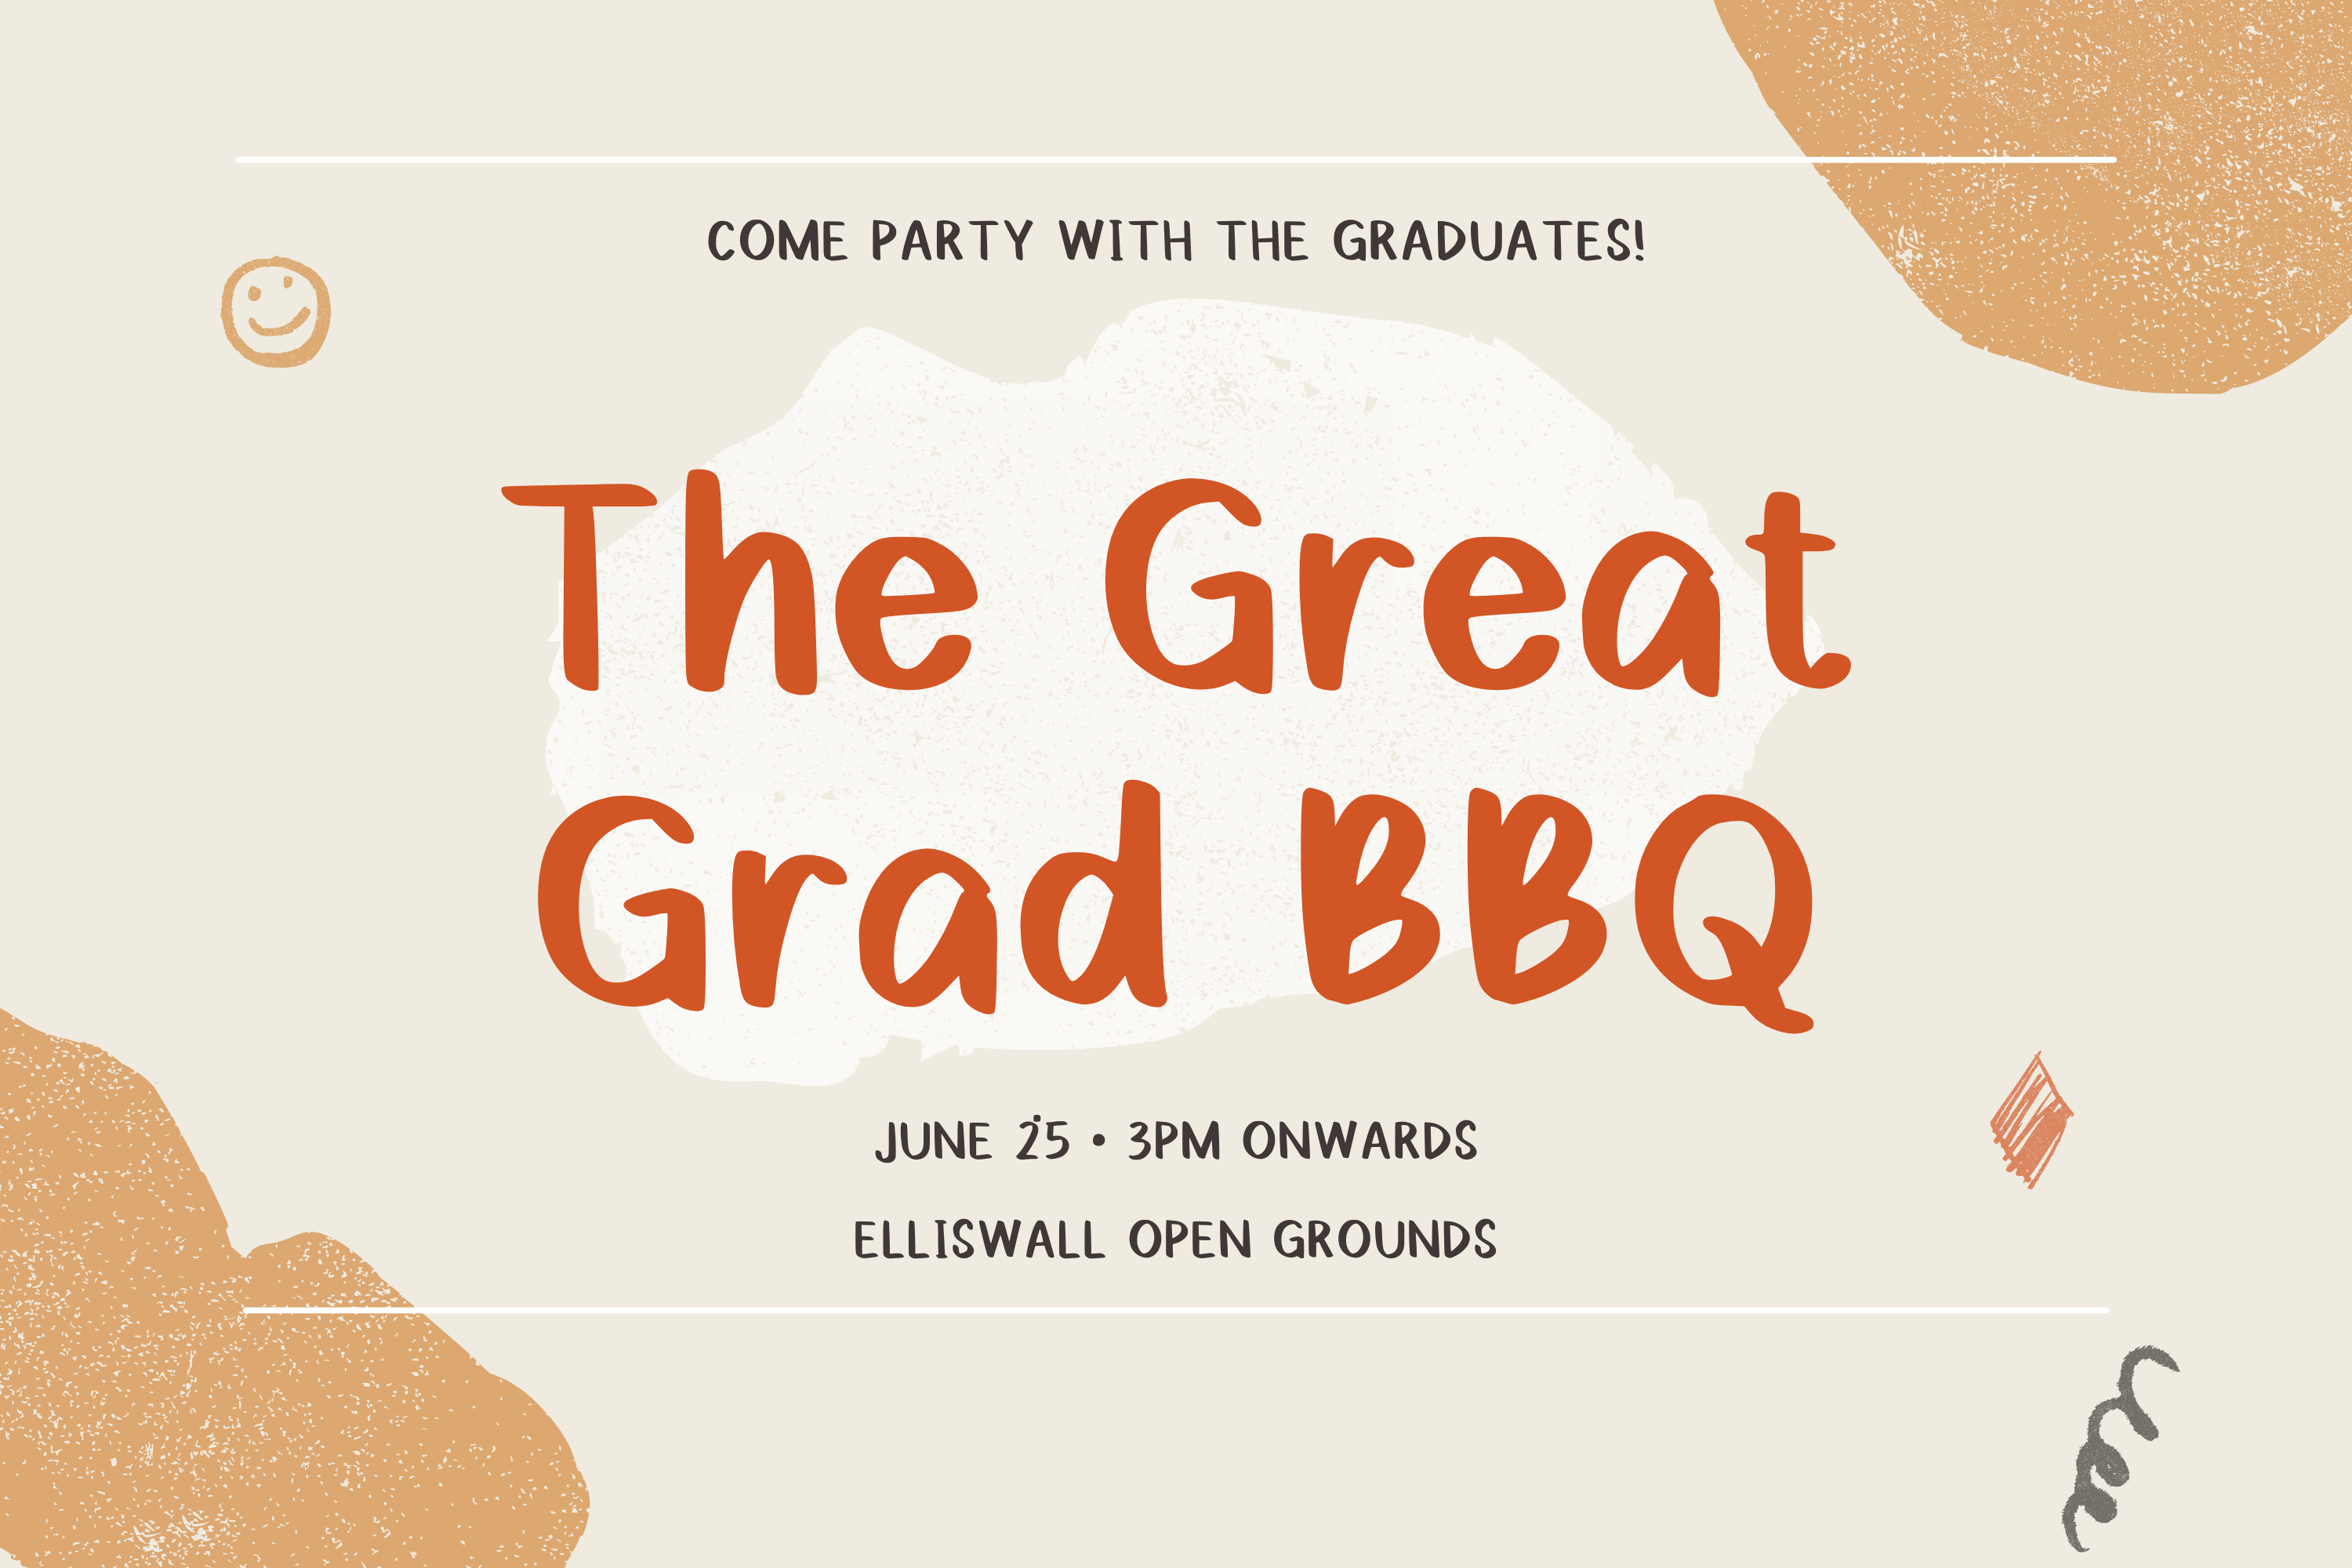 COME PARTY WITH THE GRADUATES!
The Great
Grad BBQ
JUNE 25 • 3PM ONWARDS
ELLISWALL OPEN GROUNDS